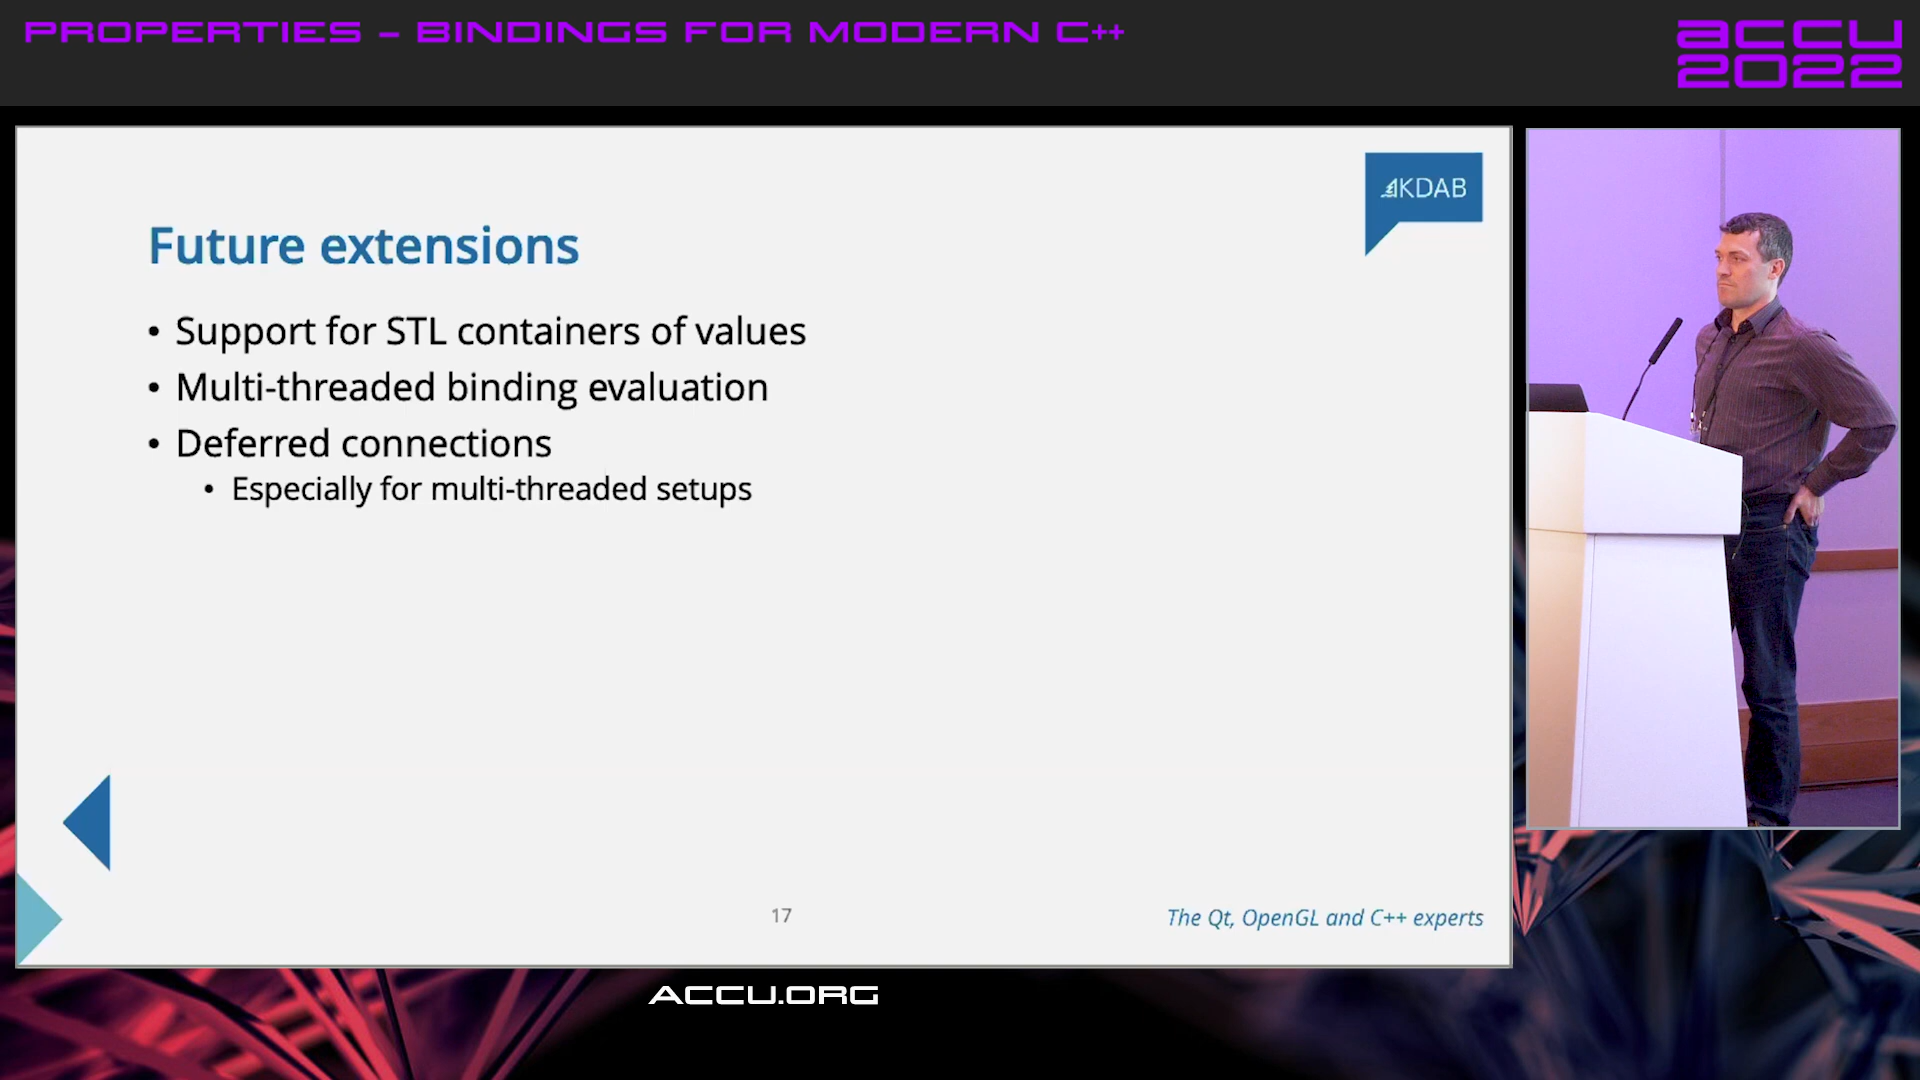 PROPERTIES – BINDINGS FOR MODERN C++
accu
2022
KDAB
Future extensions
• Support for STL containers of values
• Multi-threaded binding evaluation
• Deferred connections
• Especially for multi-threaded setups
17
The Qt, OpenGL and C++ experts
ACCU.ORG